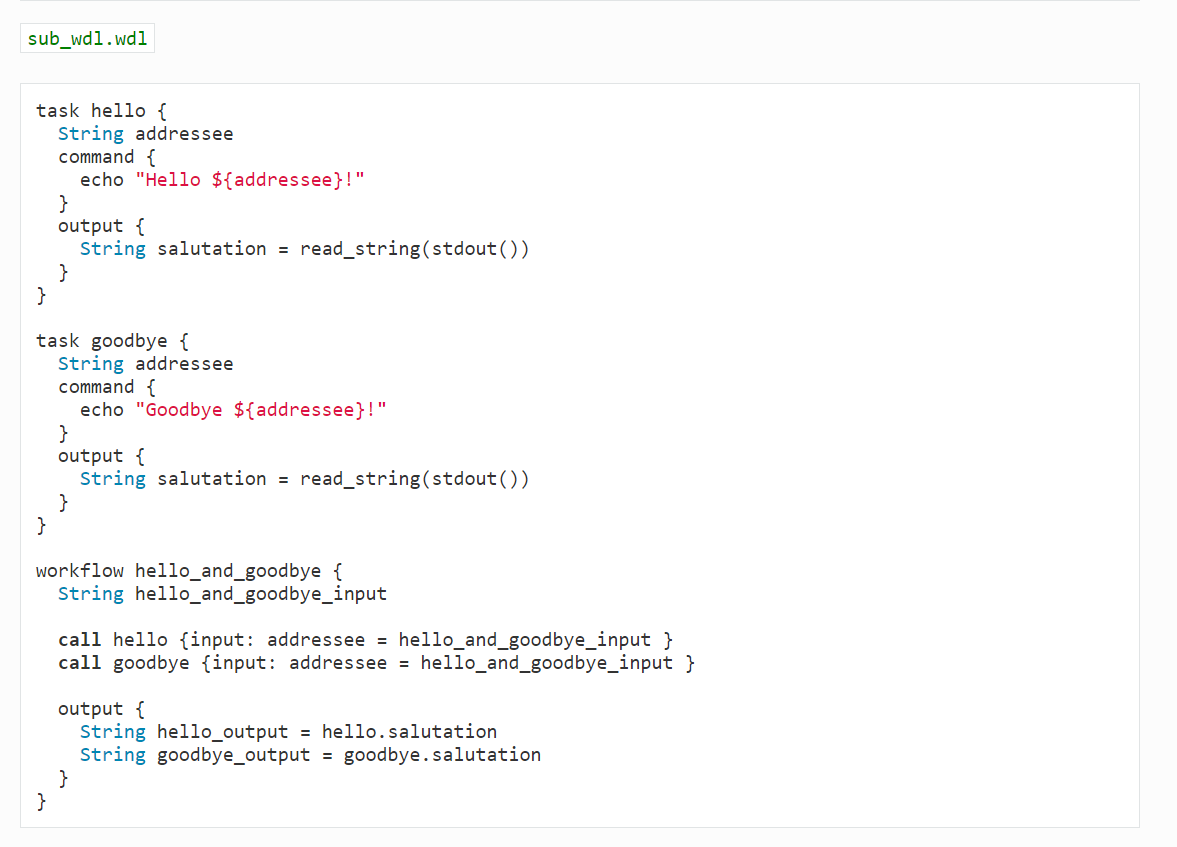 sub_wdl.wdl
task hello {
  String addressee
  command {
    echo "Hello ${addressee}!"
  }
  output {
    String salutation = read_string(stdout())
  }
}

task goodbye {
  String addressee
  command {
    echo "Goodbye ${addressee}!"
  }
  output {
    String salutation = read_string(stdout())
  }
}

workflow hello_and_goodbye {
  String hello_and_goodbye_input

  call hello {input: addressee = hello_and_goodbye_input }
  call goodbye {input: addressee = hello_and_goodbye_input }

  output {
    String hello_output = hello.salutation
    String goodbye_output = goodbye.salutation
  }
}